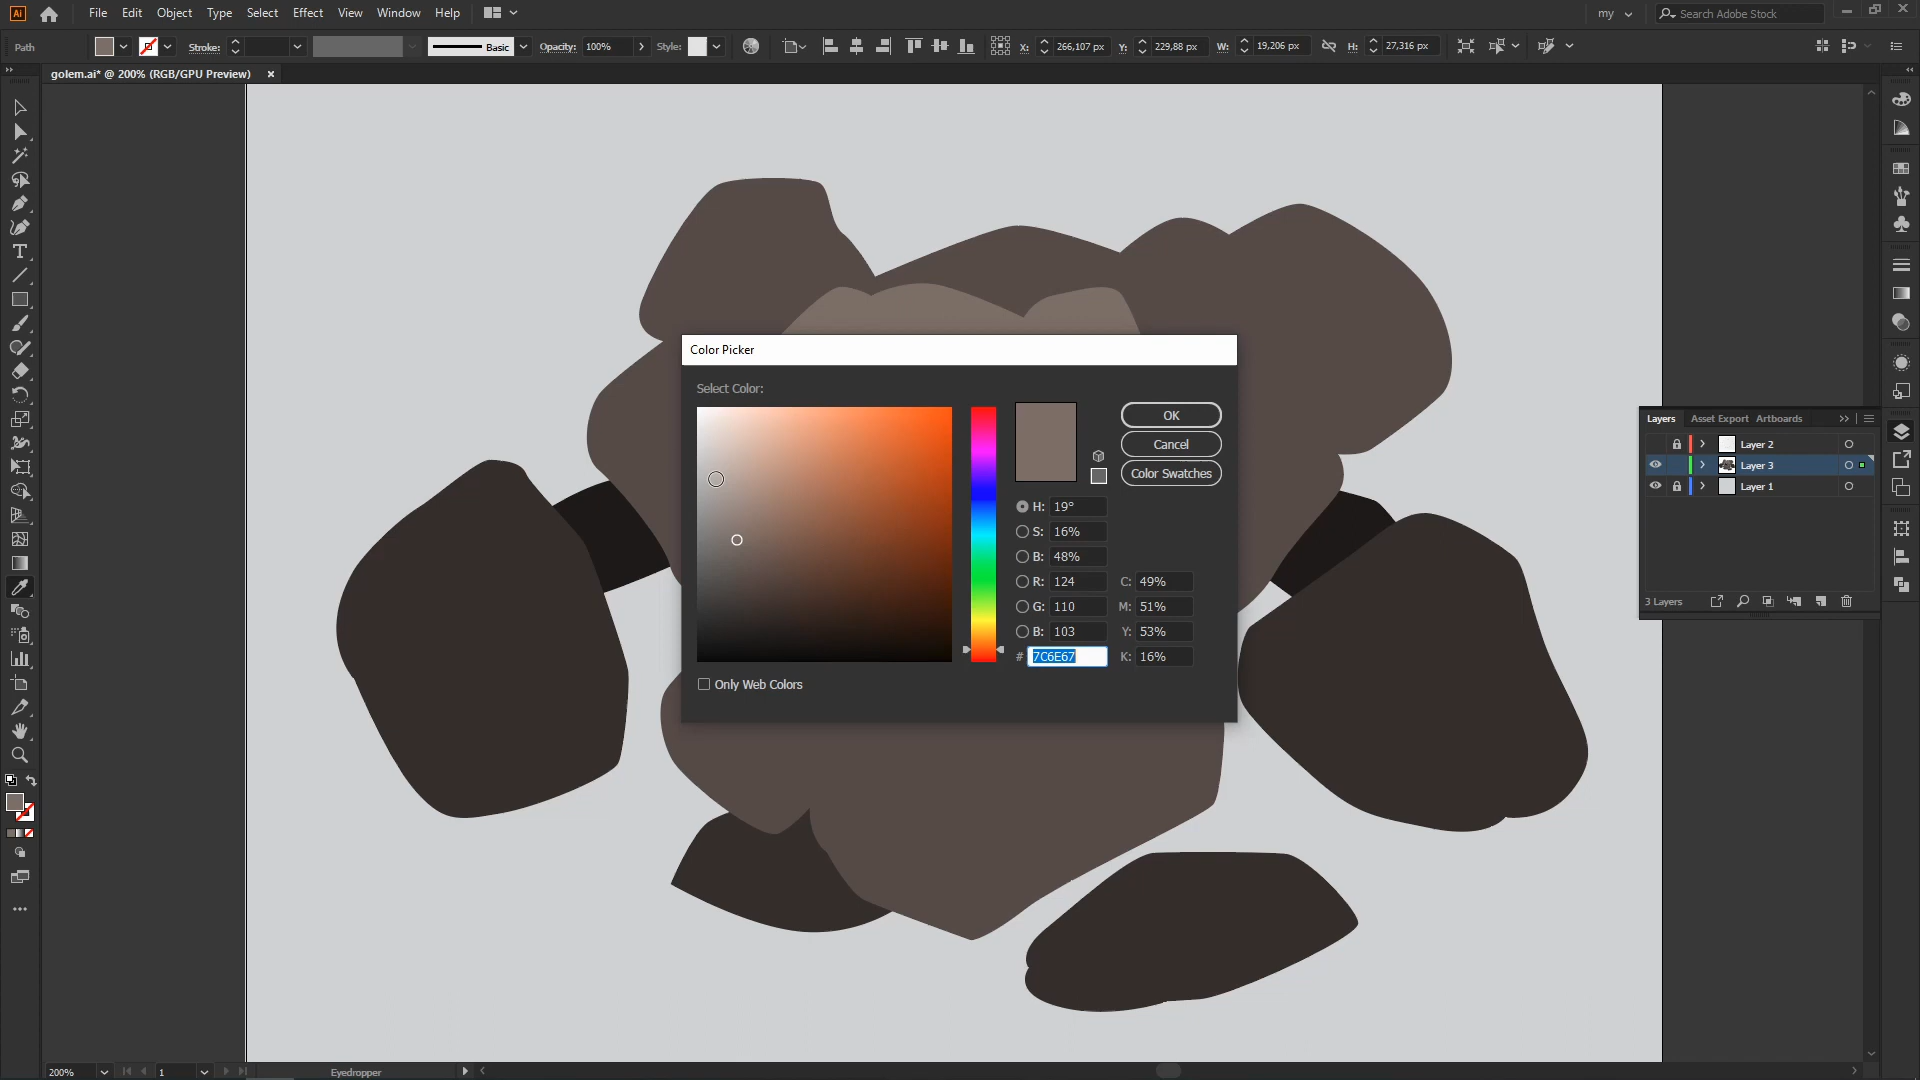 Ai File Edit Object Type Select Effect View Window Help my Search Adobe Stock
Path Stroke: Basic Opacity: 100% Style: X: 266,107 px Y: 229,88 px W: 19,206 px H: 27,316 px
golem.ai* @ 200% (RGB/GPU Preview) ×
Color Picker
Select Color:
OK
Cancel
Color Swatches
H: 19°
S: 16%
B: 48%
R: 124 C: 49%
G: 110 M: 51%
B: 103 Y: 53%
# 7C6E67 K: 16%
Only Web Colors
Layers Asset Export Artboards
Layer 2
Layer 3
Layer 1
3 Layers
200% 1 Eyedropper